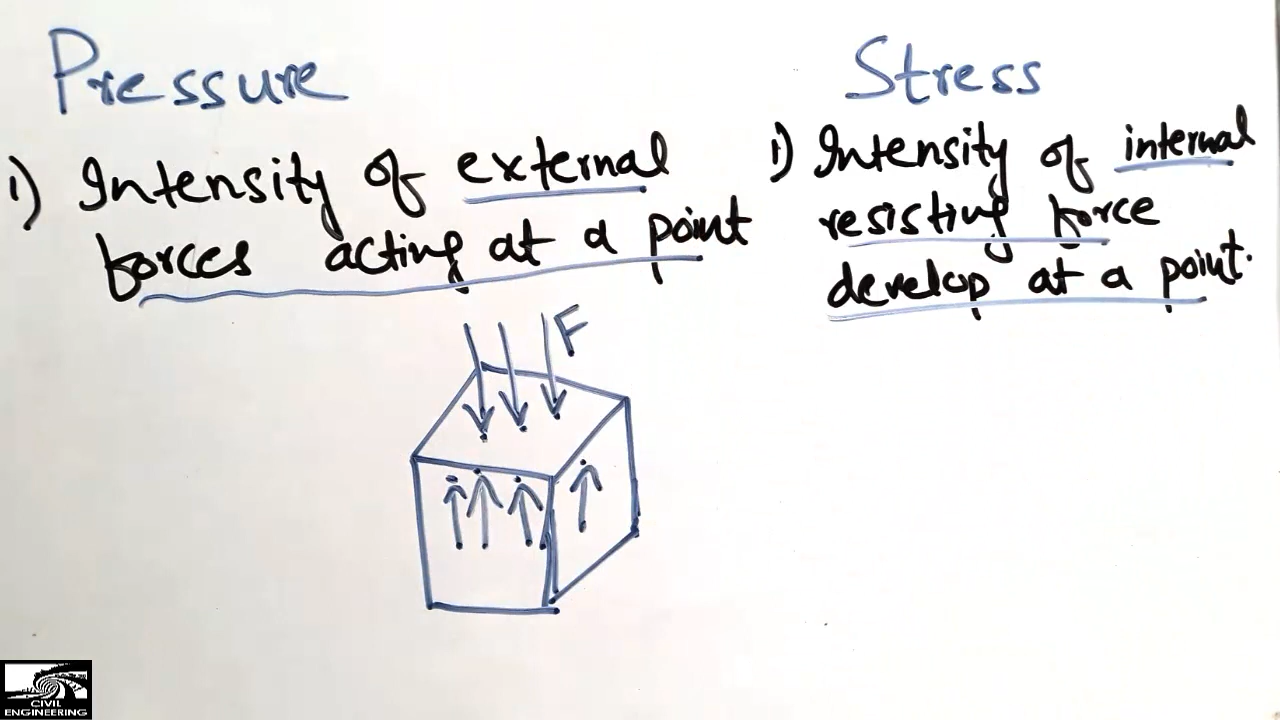 Pressure
1) Intensity of external
forces acting at a point
Stress
1) Intensity of internal
resisting force
develop at a point.
F
CIVIL
ENGINEERING